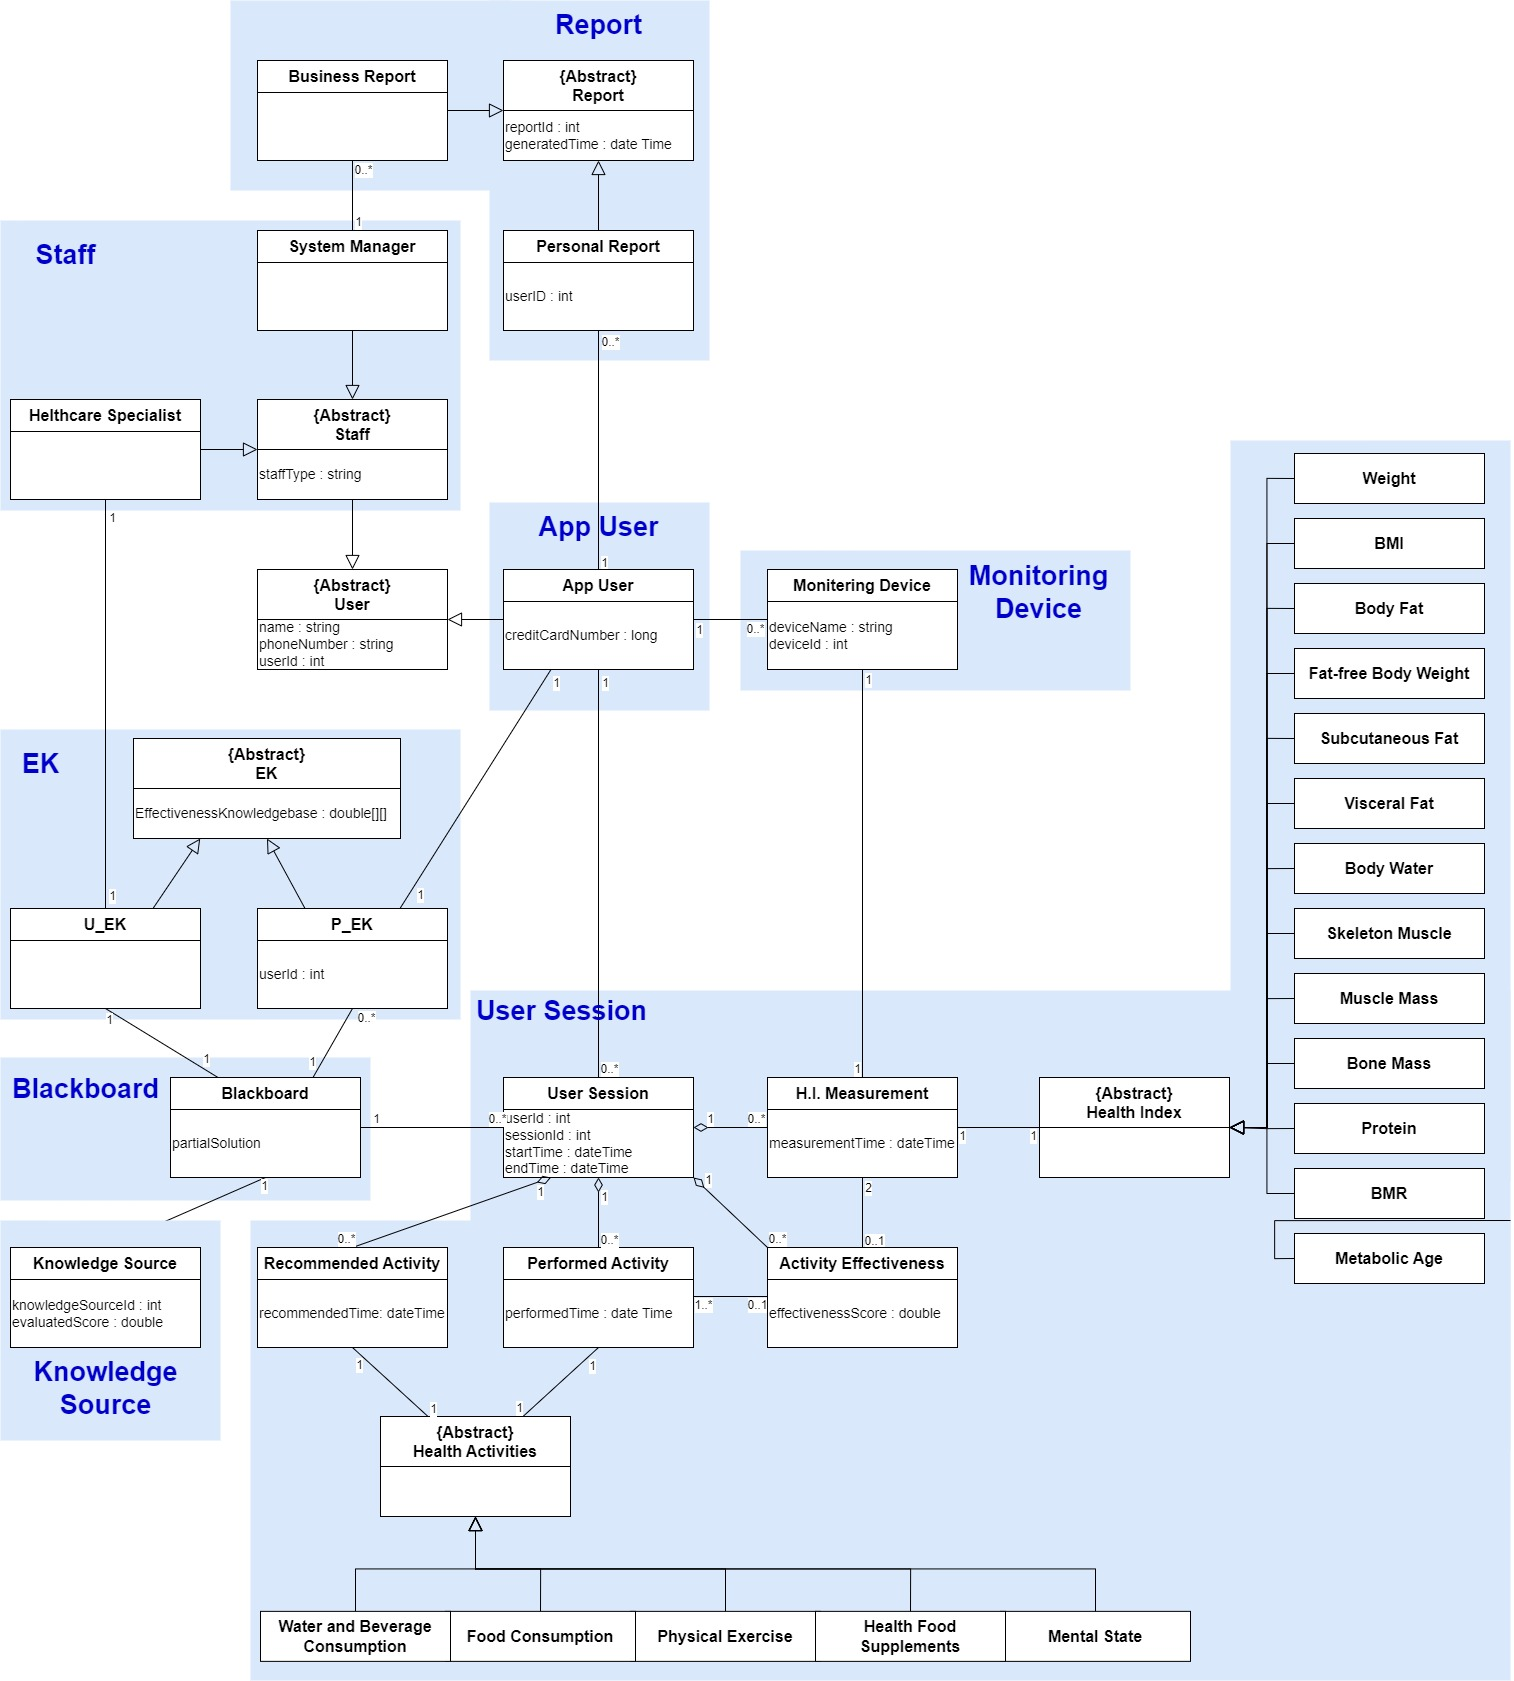 Report
Business Report
{Abstract}
Report
reportId : int
generatedTime : date Time
0..*
1
Staff
System Manager
Personal Report
userID : int
0..*
Helthcare Specialist
{Abstract}
Staff
staffType : string
1
App User
1
{Abstract}
User
name : string
phoneNumber : string
userId : int
App User
creditCardNumber : long
1
0..*
1
1
Monitering Device
deviceName : string
deviceId : int
Monitoring
Device
1
EK
{Abstract}
EK
EffectivenessKnowledgebase : double[][]
1
1
U_EK
P_EK
userId : int
1
0..*
1
1
Blackboard
Blackboard
partialSolution
1
0..*
1
User Session
0..*
User Session
userId : int
sessionId : int
startTime : dateTime
endTime : dateTime
1
0..*
1
H.I. Measurement
measurementTime : dateTime
1
1
{Abstract}
Health Index
1
1
1
2
0..*
0..*
0..*
0..1
Knowledge Source
knowledgeSourceId : int
evaluatedScore : double
Knowledge
Source
Recommended Activity
recommendedTime: dateTime
Performed Activity
performedTime : date Time
1..*
0..1
Activity Effectiveness
effectivenessScore : double
1
1
1
1
{Abstract}
Health Activities
Water and Beverage
Consumption
Food Consumption
Physical Exercise
Health Food
Supplements
Mental State
Weight
BMI
Body Fat
Fat-free Body Weight
Subcutaneous Fat
Visceral Fat
Body Water
Skeleton Muscle
Muscle Mass
Bone Mass
Protein
BMR
Metabolic Age